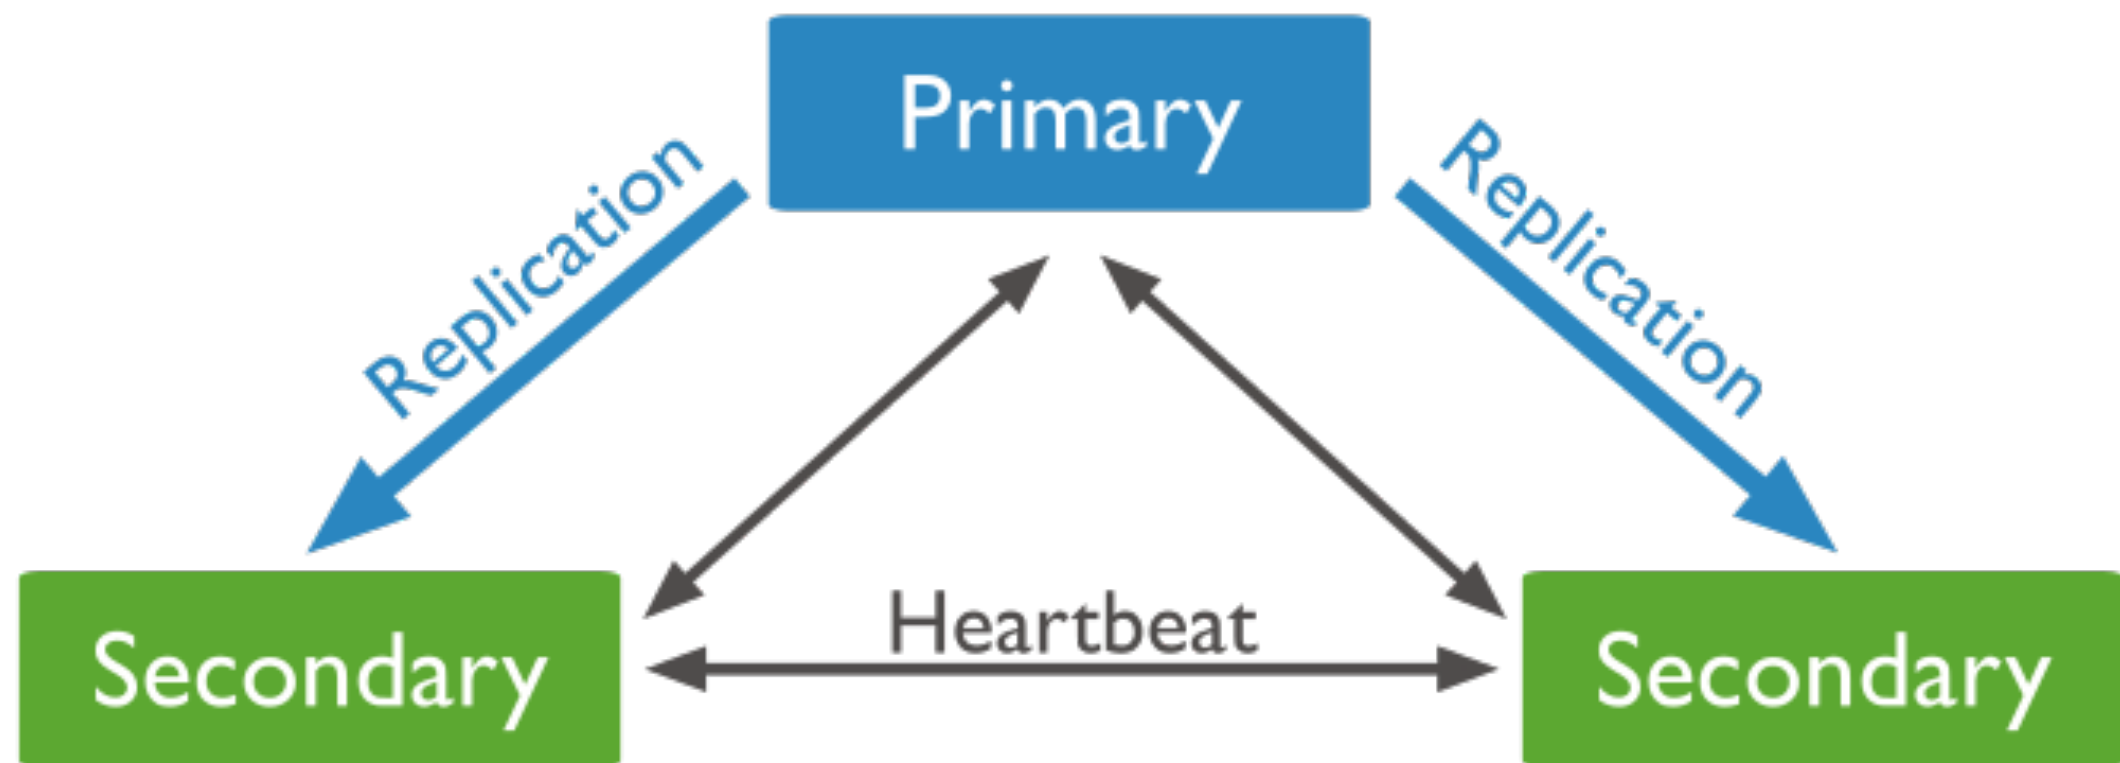 Primary
Replication
Replication
Heartbeat
Secondary
Secondary